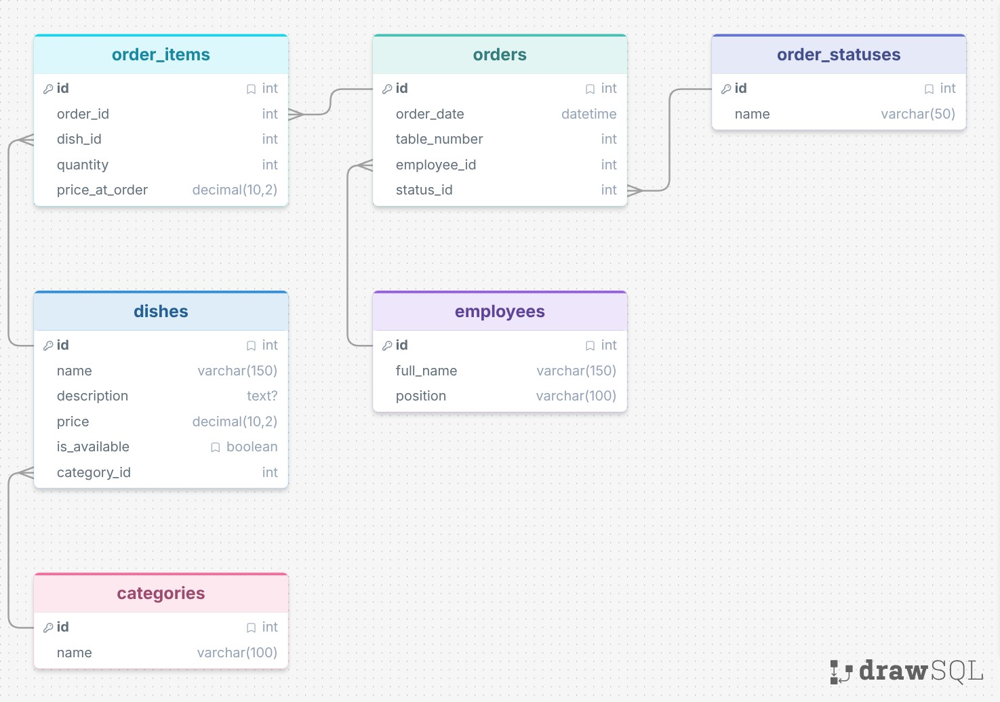 order_items
id int
order_id int
dish_id int
quantity int
price_at_order decimal(10,2)
orders
id int
order_date datetime
table_number int
employee_id int
status_id int
order_statuses
id int
name varchar(50)
dishes
id int
name varchar(150)
description text?
price decimal(10,2)
is_available boolean
category_id int
employees
id int
full_name varchar(150)
position varchar(100)
categories
id int
name varchar(100)
drawSQL